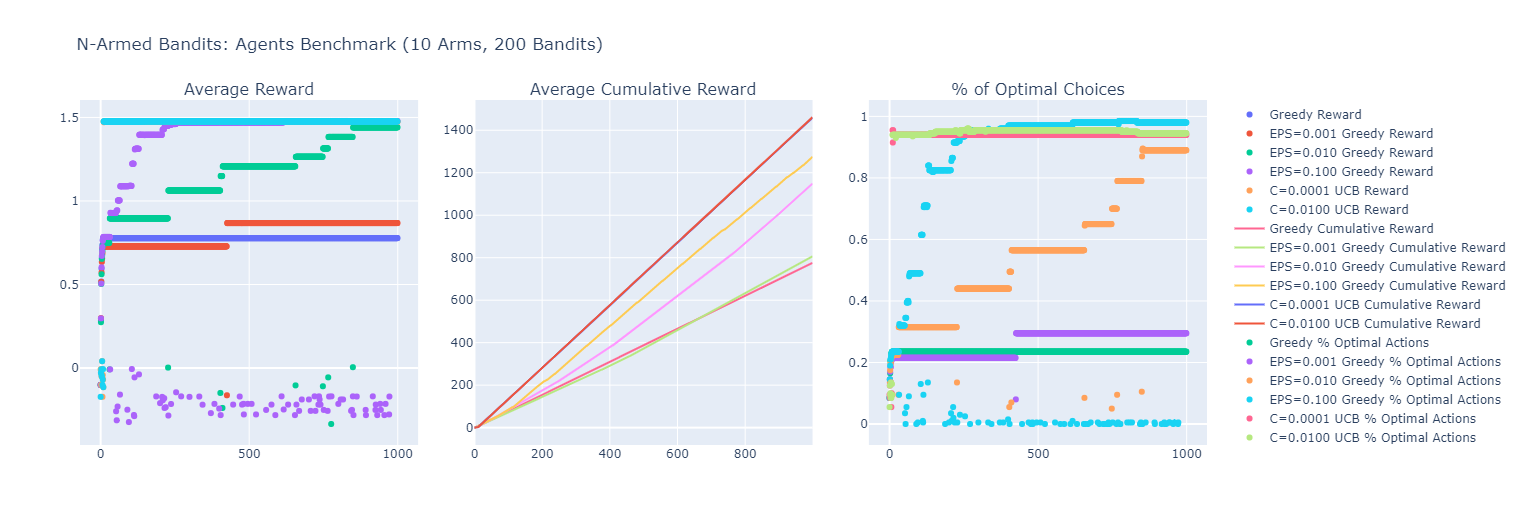 N-Armed Bandits: Agents Benchmark (10 Arms, 200 Bandits)
Average Reward
1.5
1
0.5
0
0 500 1000
Average Cumulative Reward
1400
1200
1000
800
600
400
200
0
0 200 400 600 800
% of Optimal Choices
1
0.8
0.6
0.4
0.2
0
0 500 1000
Greedy Reward
EPS=0.001 Greedy Reward
EPS=0.010 Greedy Reward
EPS=0.100 Greedy Reward
C=0.0001 UCB Reward
C=0.0100 UCB Reward
Greedy Cumulative Reward
EPS=0.001 Greedy Cumulative Reward
EPS=0.010 Greedy Cumulative Reward
EPS=0.100 Greedy Cumulative Reward
C=0.0001 UCB Cumulative Reward
C=0.0100 UCB Cumulative Reward
Greedy % Optimal Actions
EPS=0.001 Greedy % Optimal Actions
EPS=0.010 Greedy % Optimal Actions
EPS=0.100 Greedy % Optimal Actions
C=0.0001 UCB % Optimal Actions
C=0.0100 UCB % Optimal Actions